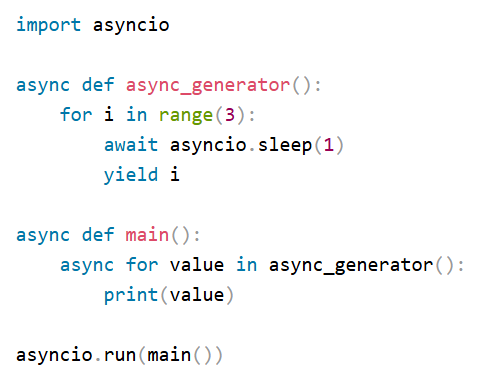 import asyncio

async def async_generator():
    for i in range(3):
        await asyncio.sleep(1)
        yield i

async def main():
    async for value in async_generator():
        print(value)

asyncio.run(main())